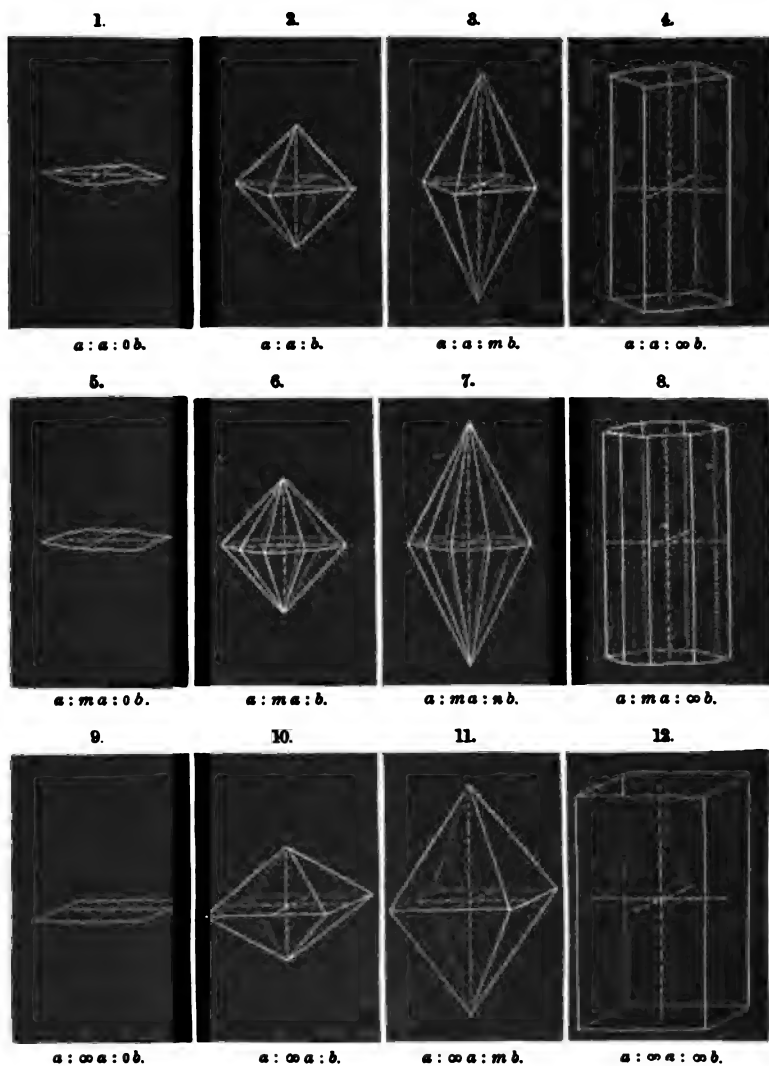 1. 2. 3. 4.
a : a : 0 b. a : a : b. a : a : m b. a : a : ∞ b.
5. 6. 7. 8.
a : m a : 0 b. a : m a : b. a : m a : n b. a : m a : ∞ b.
9. 10. 11. 12.
a : ∞ a : 0 b. a : ∞ a : b. a : ∞ a : m b. a : ∞ a : ∞ b.